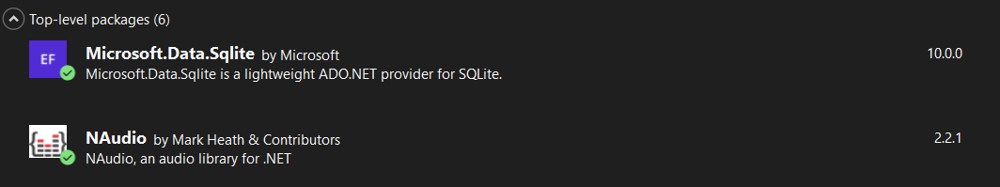 Top-level packages (6)
EF
Microsoft.Data.Sqlite by Microsoft 10.0.0
Microsoft.Data.Sqlite is a lightweight ADO.NET provider for SQLite.
NAudio by Mark Heath & Contributors 2.2.1
NAudio, an audio library for .NET